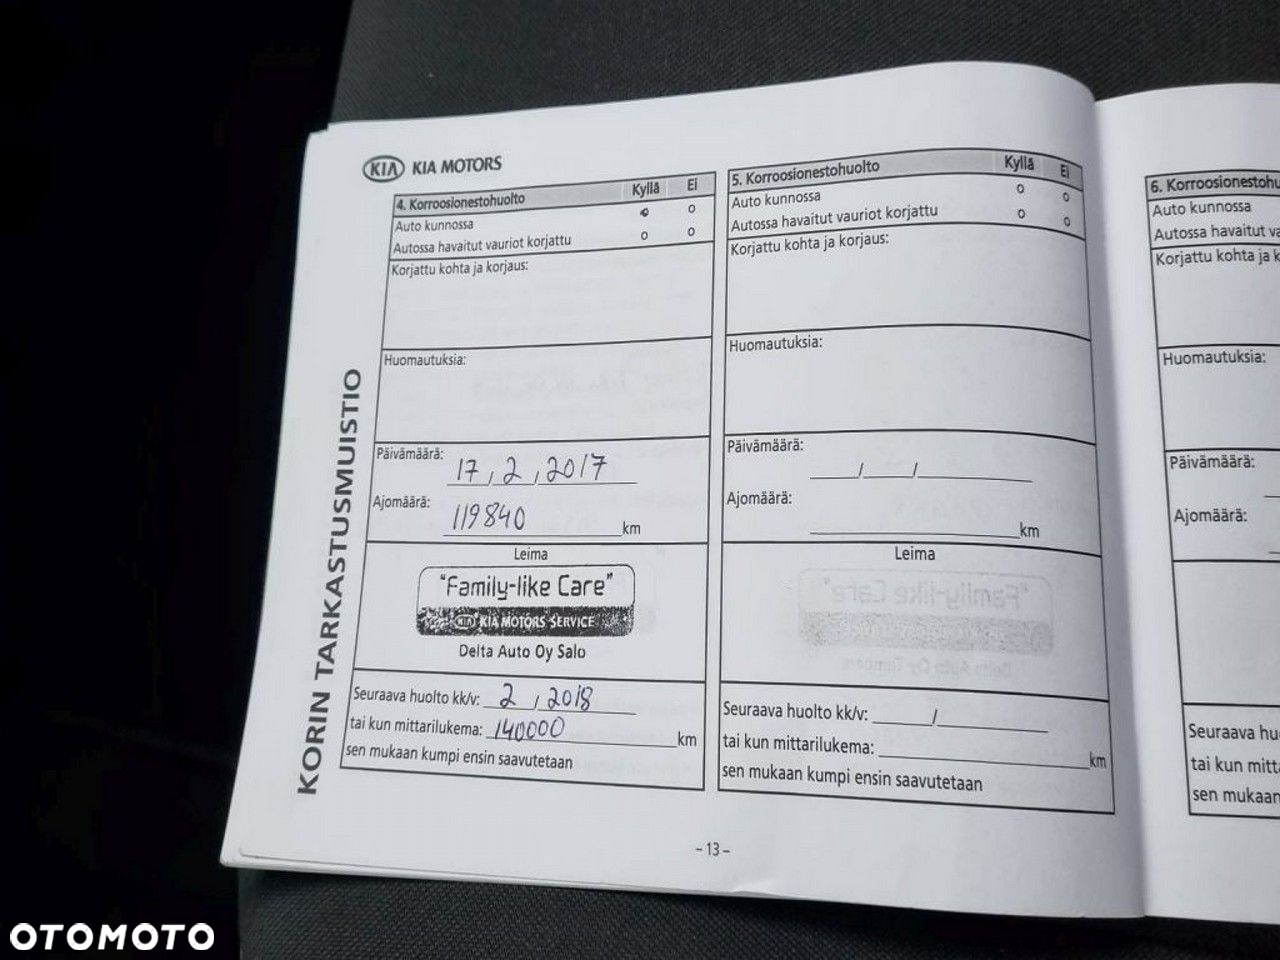 KIA KIA MOTORS
KORIN TARKASTUSMUISTIO
4. Korroosionestohuolto Kyllä Ei
Auto kunnossa
Autossa havaitut vauriot korjattu
Korjattu kohta ja korjaus:
Huomautuksia:
Päivämäärä: 17, 2, 2017
Ajomäärä: 119840 km
Leima
"Family-like Care"
KIA KIA MOTORS SERVICE
Delta Auto Oy Salo
Seuraava huolto kk/v: 2, 2018
tai kun mittarilukema: 140000 km
sen mukaan kumpi ensin saavutetaan
5. Korroosionestohuolto Kyllä Ei
Auto kunnossa
Autossa havaitut vauriot korjattu
Korjattu kohta ja korjaus:
Huomautuksia:
Päivämäärä: / /
Ajomäärä: km
Leima
Seuraava huolto kk/v: /
tai kun mittarilukema: km
sen mukaan kumpi ensin saavutetaan
- 13 -
6. Korroosionestohu
Auto kunnossa
Autossa havaitut va
Korjattu kohta ja k
Huomautuksia:
Päivämäärä:
Ajomäärä:
Seuraava hu
tai kun mitta
sen mukaan
OTOMOTO